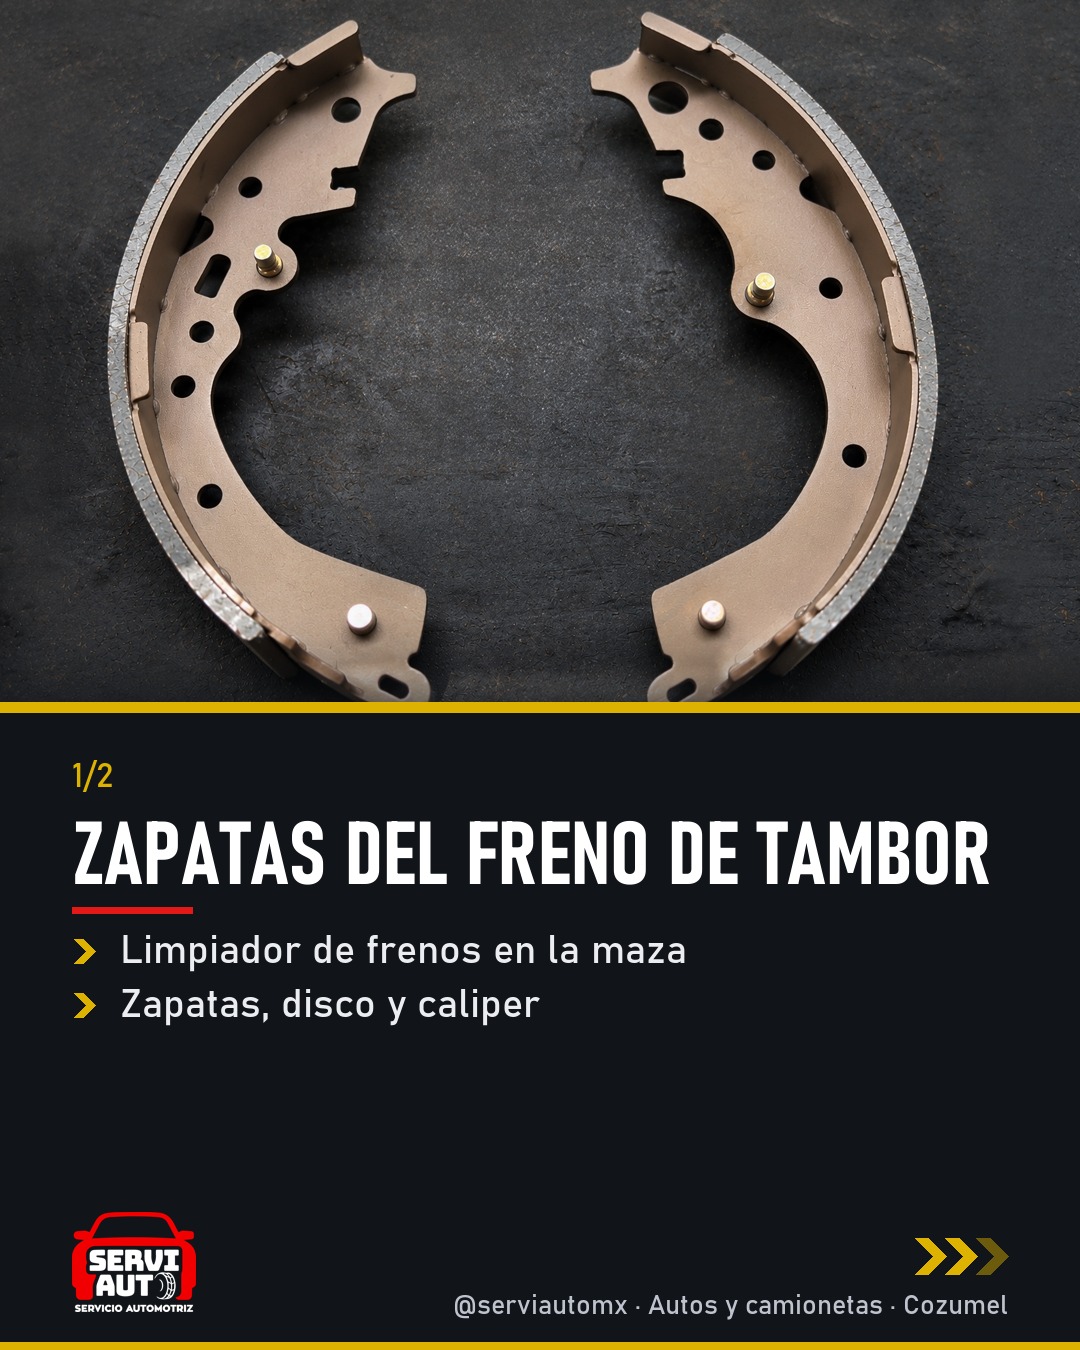 1/2
ZAPATAS DEL FRENO DE TAMBOR
Limpiador de frenos en la maza
Zapatas, disco y caliper
SERVI
AUTO
SERVICIO AUTOMOTRIZ
@serviautomx · Autos y camionetas · Cozumel